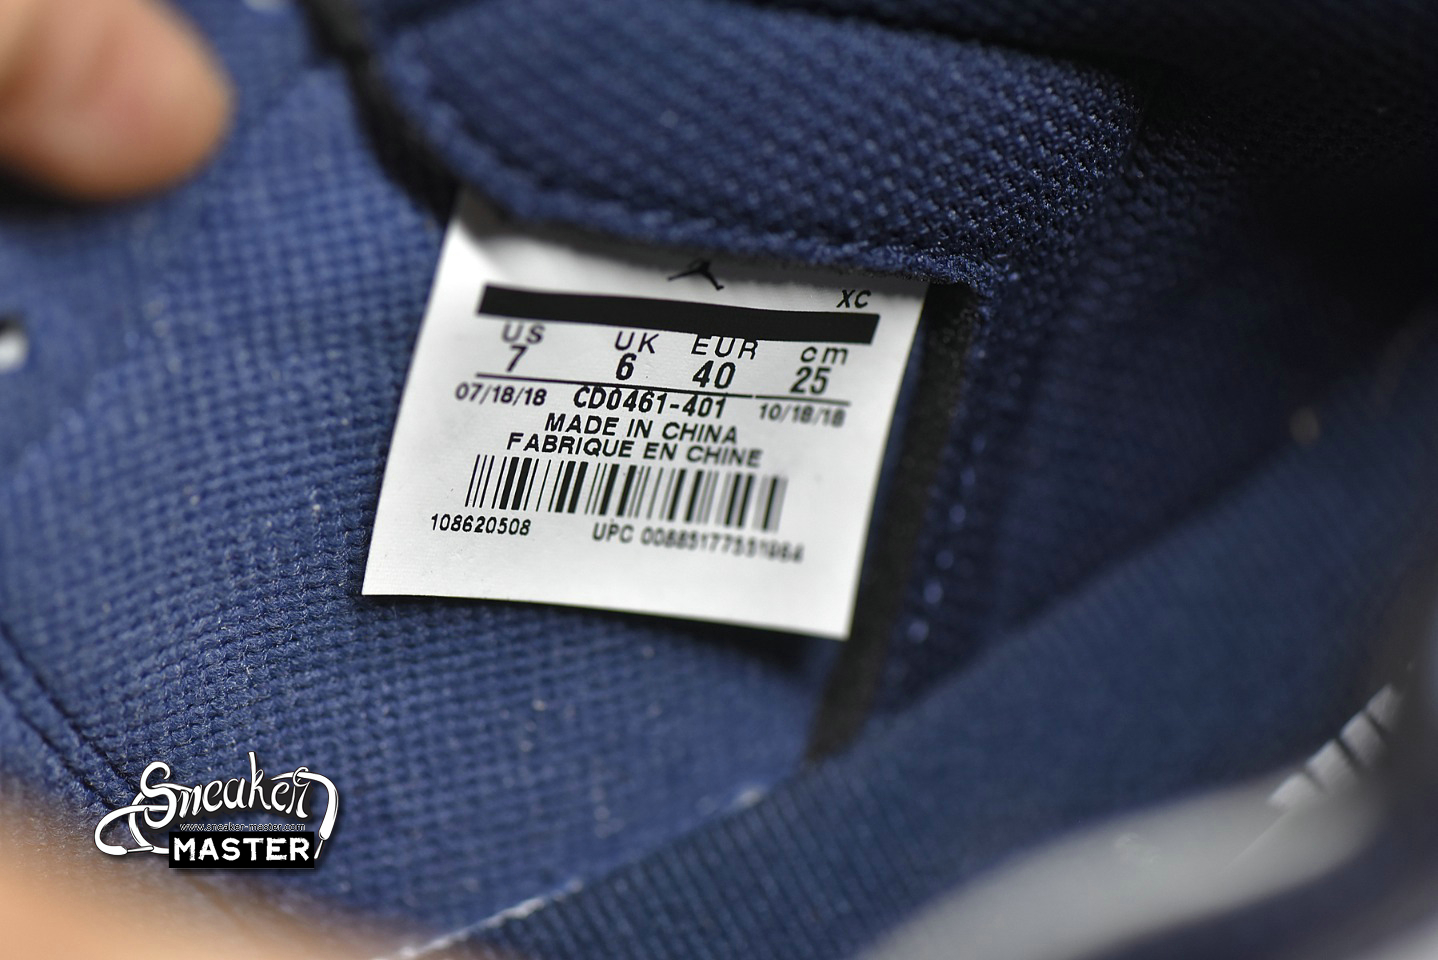 XC
US UK EUR cm
7 6 40 25
07/18/18 CD0461-401 10/18/18
MADE IN CHINA
FABRIQUE EN CHINE
108620508 UPC
Sneaker
www.sneaker-master.com
MASTER